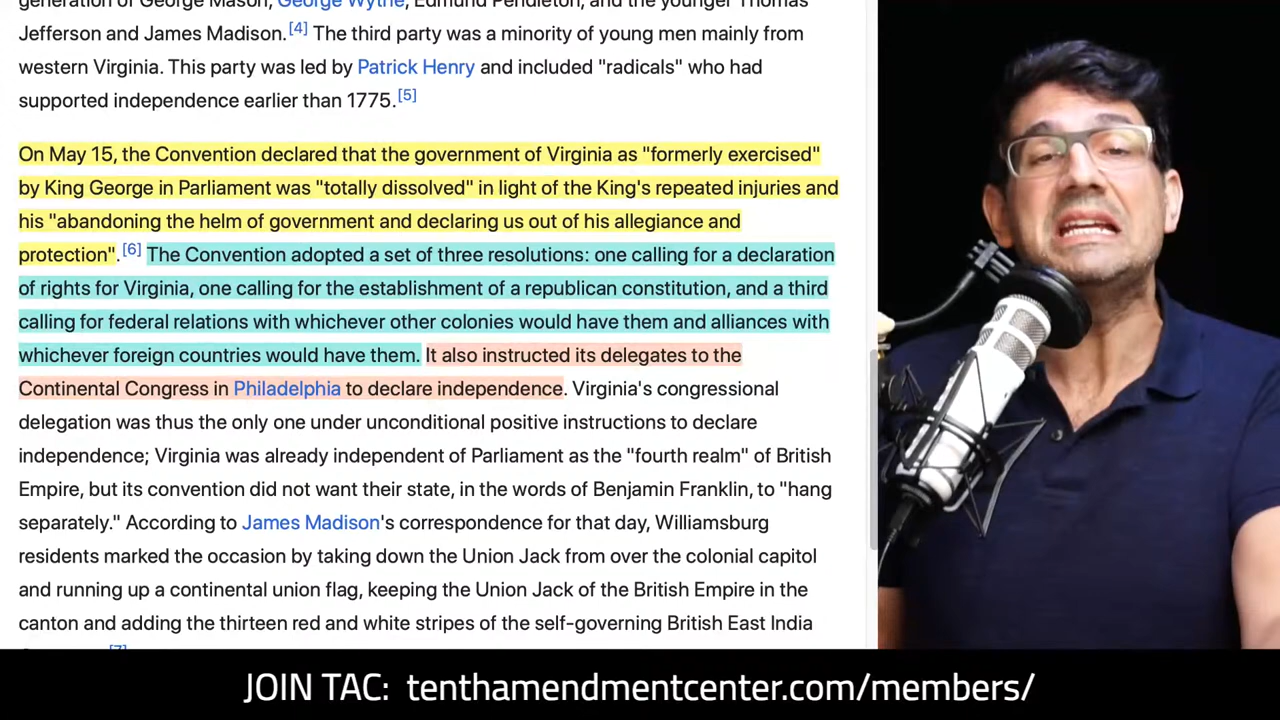 generation of George Mason, George Wythe, Edmund Pendleton, and the younger Thomas
Jefferson and James Madison.[4] The third party was a minority of young men mainly from
western Virginia. This party was led by Patrick Henry and included "radicals" who had
supported independence earlier than 1775.[5]
On May 15, the Convention declared that the government of Virginia as "formerly exercised"
by King George in Parliament was "totally dissolved" in light of the King's repeated injuries and
his "abandoning the helm of government and declaring us out of his allegiance and
protection".[6] The Convention adopted a set of three resolutions: one calling for a declaration
of rights for Virginia, one calling for the establishment of a republican constitution, and a third
calling for federal relations with whichever other colonies would have them and alliances with
whichever foreign countries would have them. It also instructed its delegates to the
Continental Congress in Philadelphia to declare independence. Virginia's congressional
delegation was thus the only one under unconditional positive instructions to declare
independence; Virginia was already independent of Parliament as the "fourth realm" of British
Empire, but its convention did not want their state, in the words of Benjamin Franklin, to "hang
separately." According to James Madison's correspondence for that day, Williamsburg
residents marked the occasion by taking down the Union Jack from over the colonial capitol
and running up a continental union flag, keeping the Union Jack of the British Empire in the
canton and adding the thirteen red and white stripes of the self-governing British East India
[7]
JOIN TAC: tenthamendmentcenter.com/members/